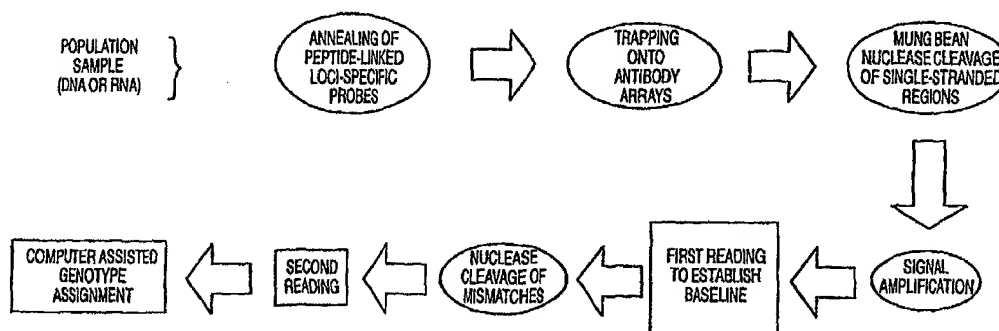 POPULATION
SAMPLE
(DNA OR RNA)
ANNEALING OF
PEPTIDE-LINKED
LOCI-SPECIFIC
PROBES
TRAPPING
ONTO
ANTIBODY
ARRAYS
MUNG BEAN
NUCLEASE CLEAVAGE
OF SINGLE-STRANDED
REGIONS
SIGNAL
AMPLIFICATION
FIRST READING
TO ESTABLISH
BASELINE
NUCLEASE
CLEAVAGE OF
MISMATCHES
SECOND
READING
COMPUTER ASSISTED
GENOTYPE
ASSIGNMENT